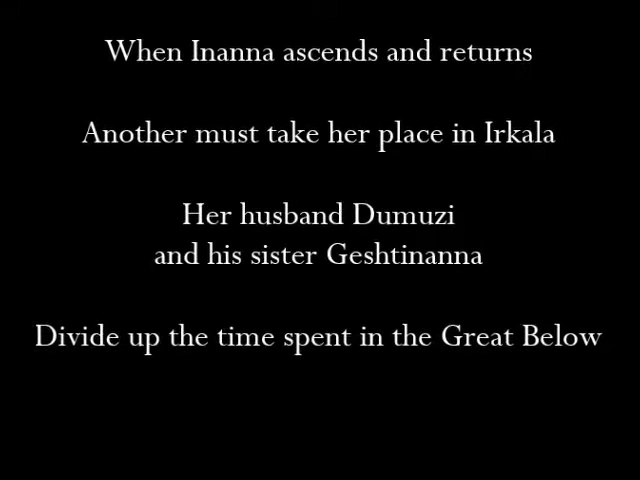 When Inanna ascends and returns
Another must take her place in Irkala
Her husband Dumuzi
and his sister Geshtinanna
Divide up the time spent in the Great Below